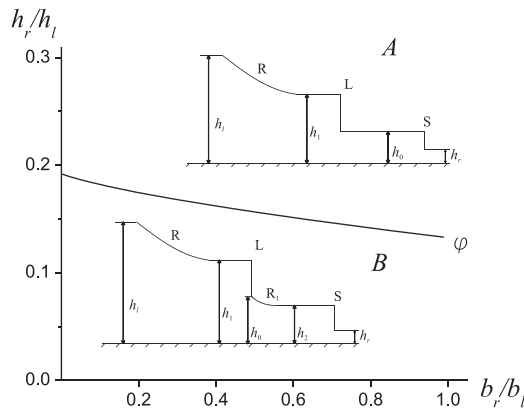 h_r/h_l
A
0.3
R
L
h_l
h_1
S
h_0
h_r
0.2
φ
B
R
L
0.1
h_l
h_1
R_1
S
h_0
h_2
h_r
0.0
0.2
0.4
0.6
0.8
1.0
b_r/b_l